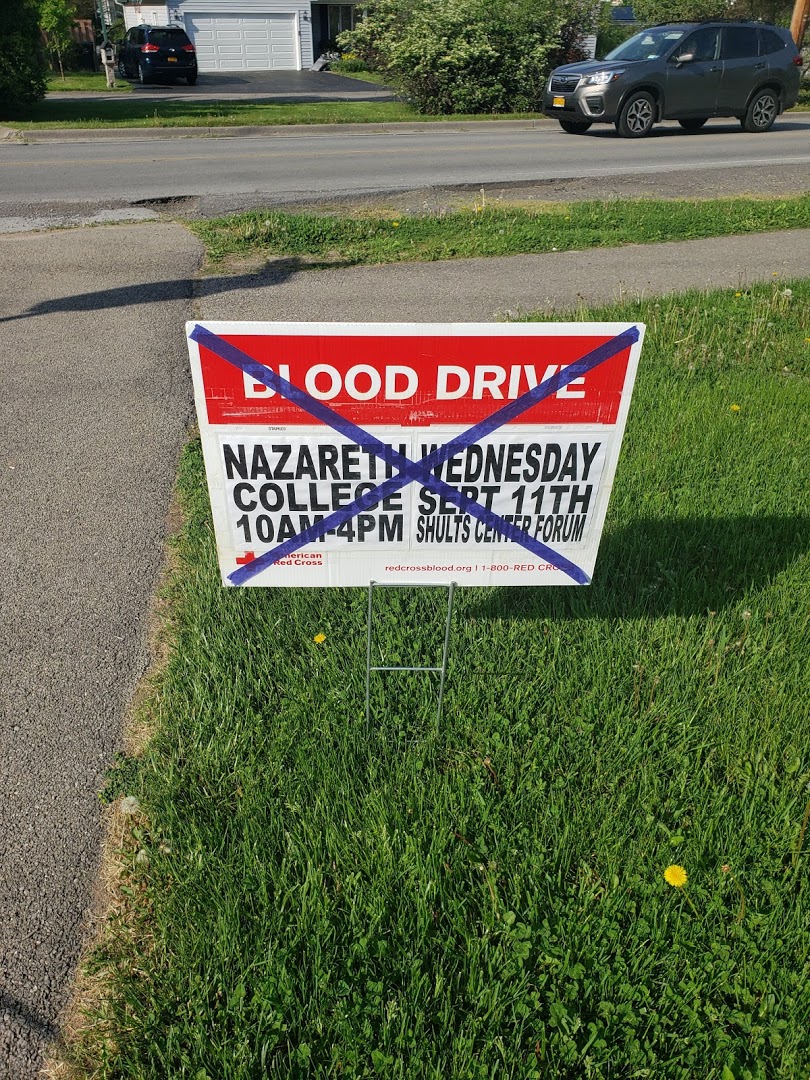 BLOOD DRIVE
STAPLES
NAZARETH
COLLEGE
10AM-4PM
WEDNESDAY
SEPT 11TH
SHULTS CENTER FORUM
American
Red Cross
redcrossblood.org | 1-800-RED CROSS